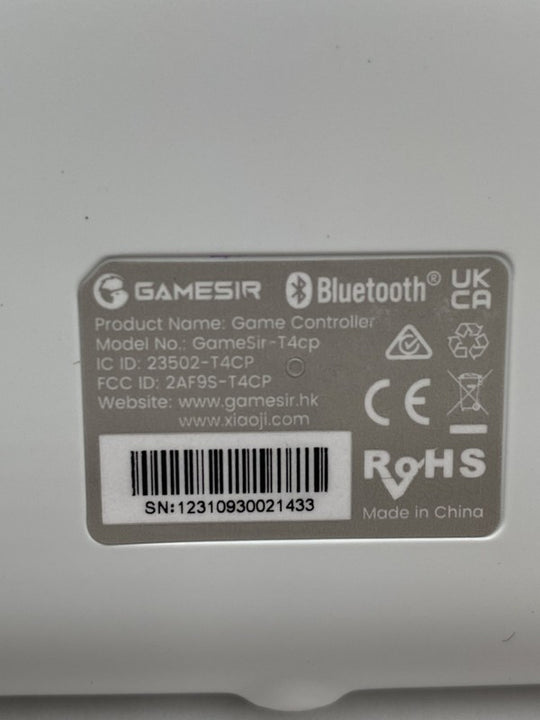 GAMESIR Bluetooth® UK
CA
Product Name: Game Controller
Model No.: GameSir-T4cp
IC ID: 23502-T4CP
FCC ID: 2AF9S-T4CP
Website: www.gamesir.hk
www.xiaoji.com
CE
SN:12310930021433
RoHS
Made in China